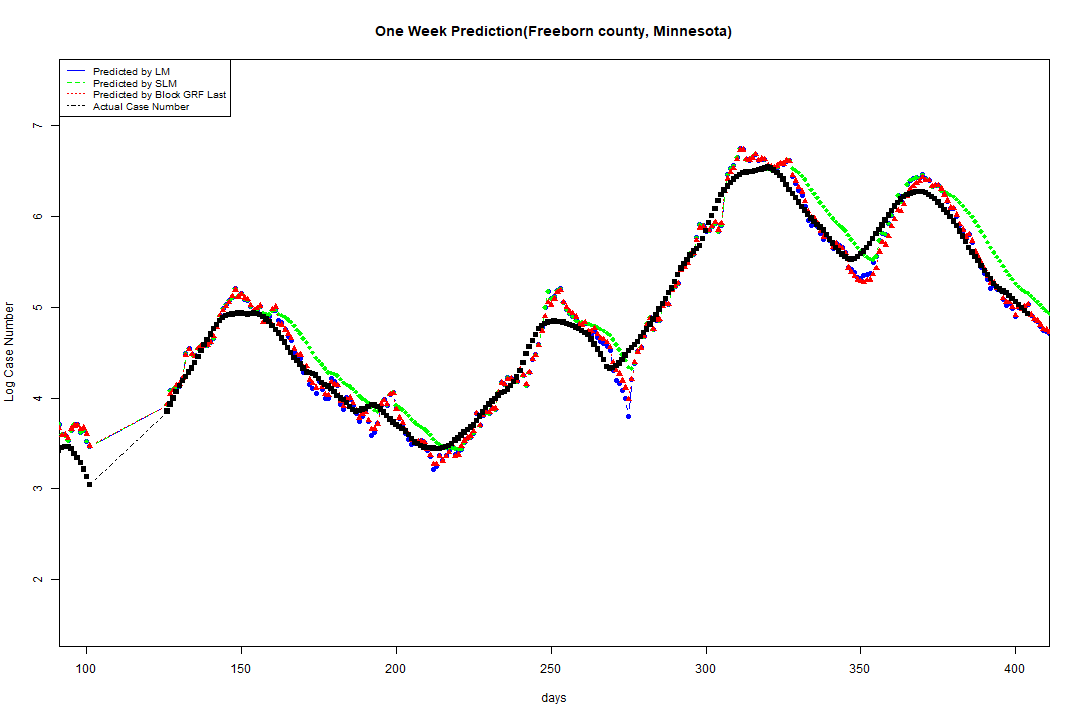 One Week Prediction(Freeborn county, Minnesota)
Predicted by LM
Predicted by SLM
Predicted by Block GRF Last
Actual Case Number
7
6
5
4
3
2
Log Case Number
100 150 200 250 300 350 400
days